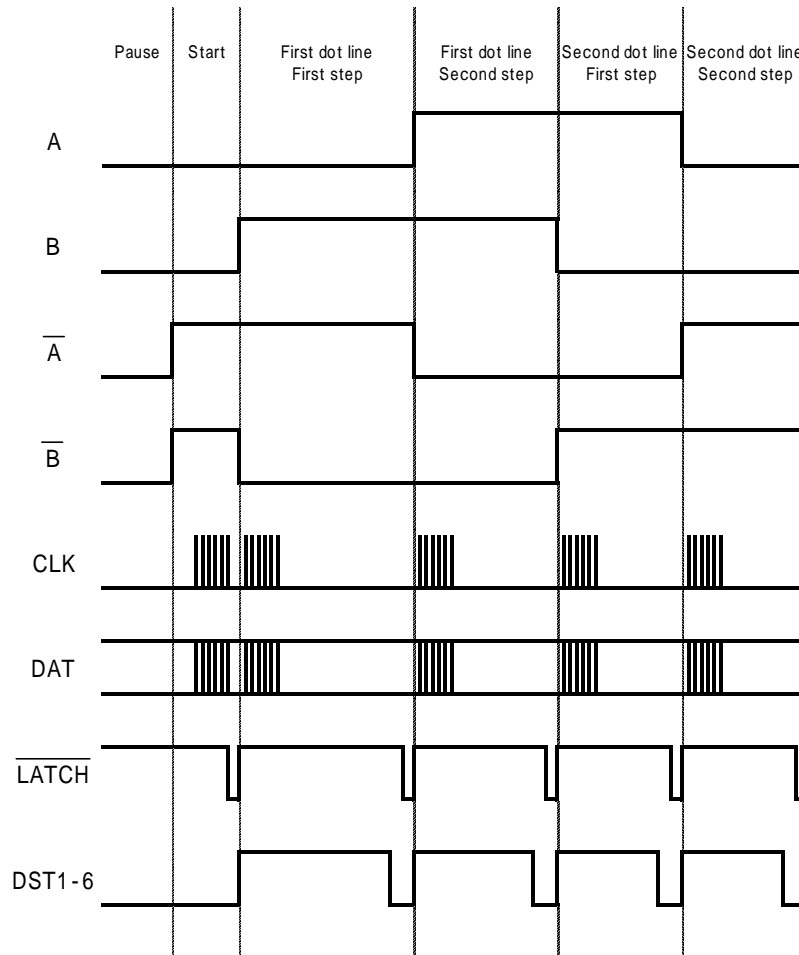 Pause
Start
First dot line
First step
First dot line
Second step
Second dot line
First step
Second dot line
Second step
A
B
A̅
B̅
CLK
DAT
L̅A̅T̅C̅H̅
DST1-6